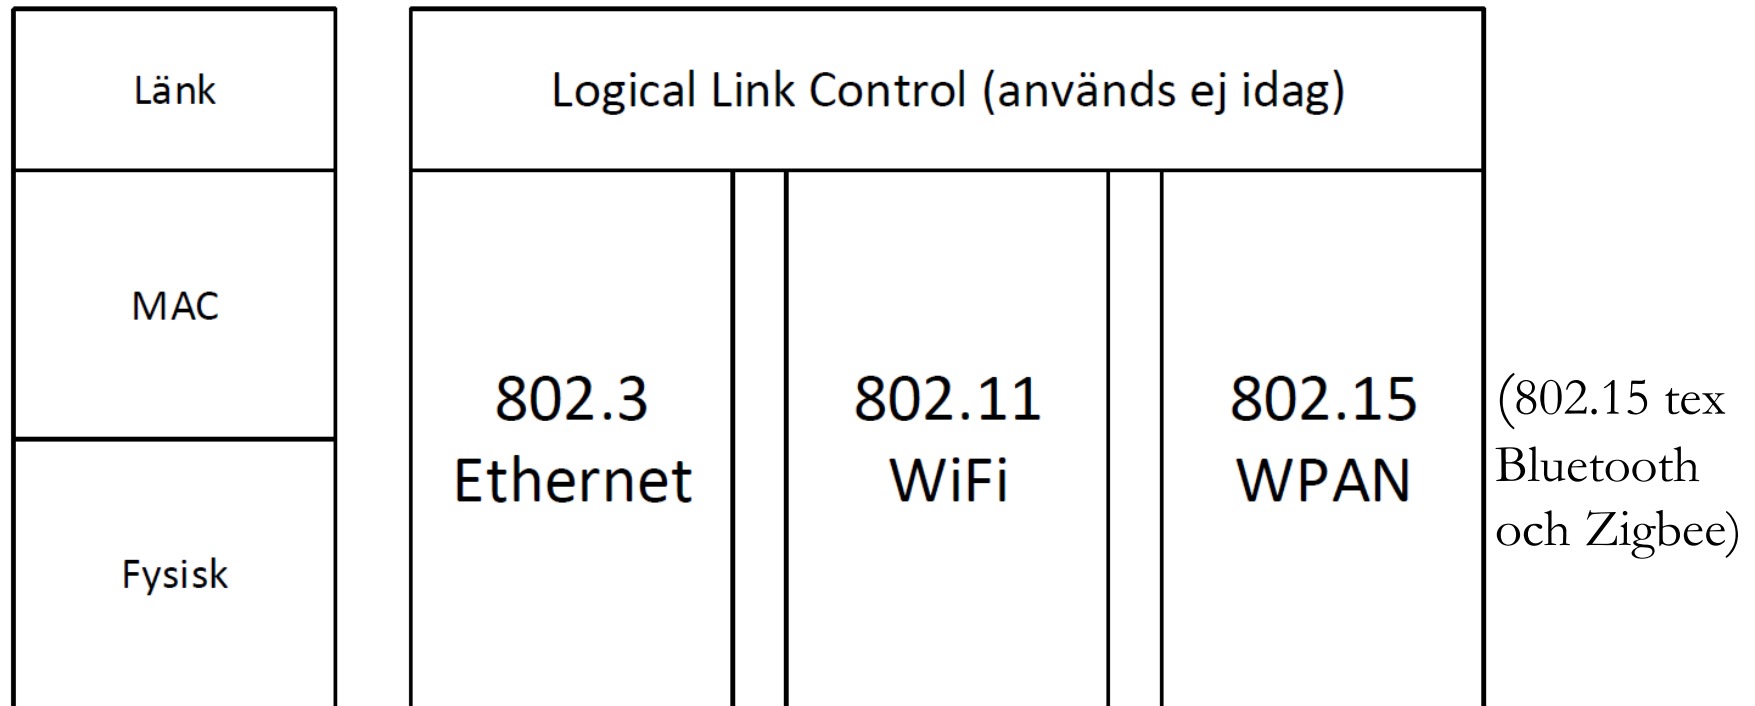 Länk
Logical Link Control (används ej idag)
MAC
Fysisk
802.3
Ethernet
802.11
WiFi
802.15
WPAN
(802.15 tex
Bluetooth
och Zigbee)